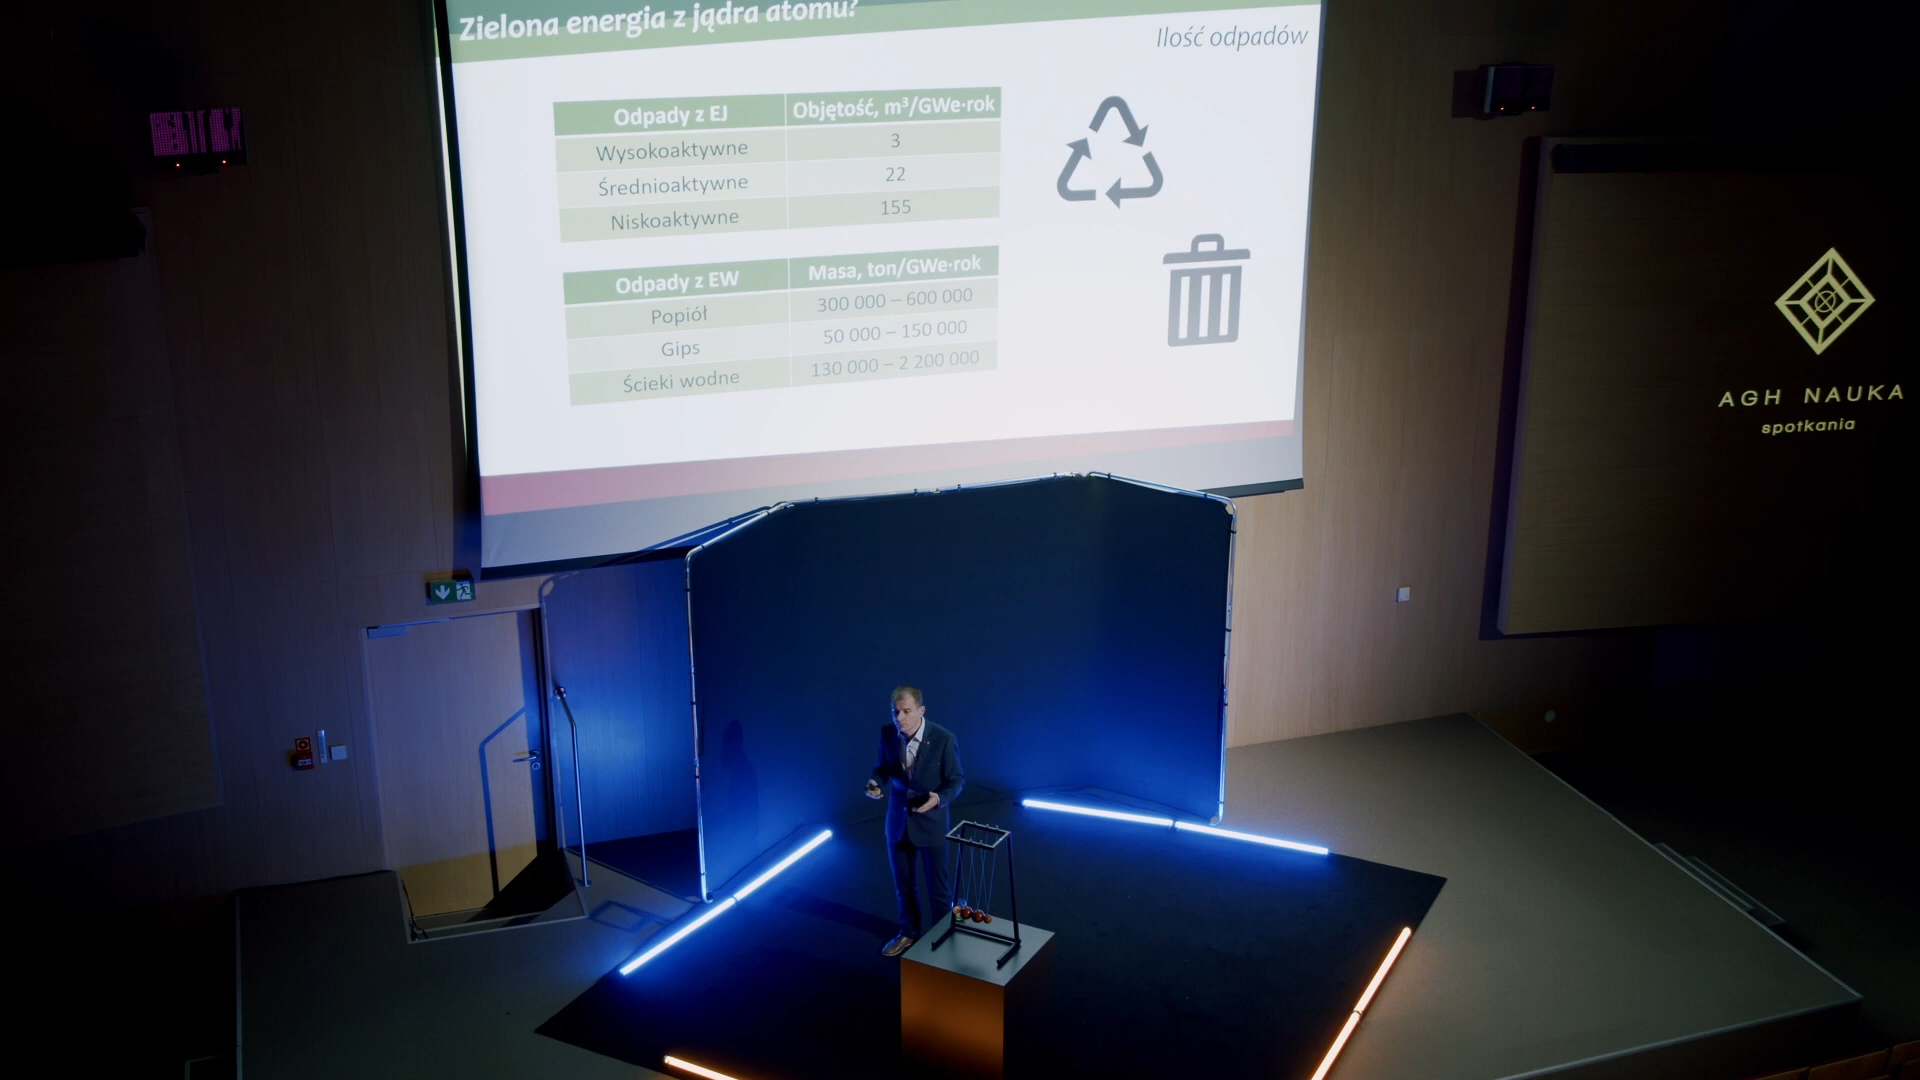 Zielona energia z jądra atomu?
Ilość odpadów
Odpady z EJ Objętość, m³/GWe·rok
Wysokoaktywne 3
Średnioaktywne 22
Niskoaktywne 155
Odpady z EW Masa, ton/GWe·rok
Popiół 300 000 – 600 000
Gips 50 000 – 150 000
Ścieki wodne 130 000 – 2 200 000
AGH NAUKA
spotkania